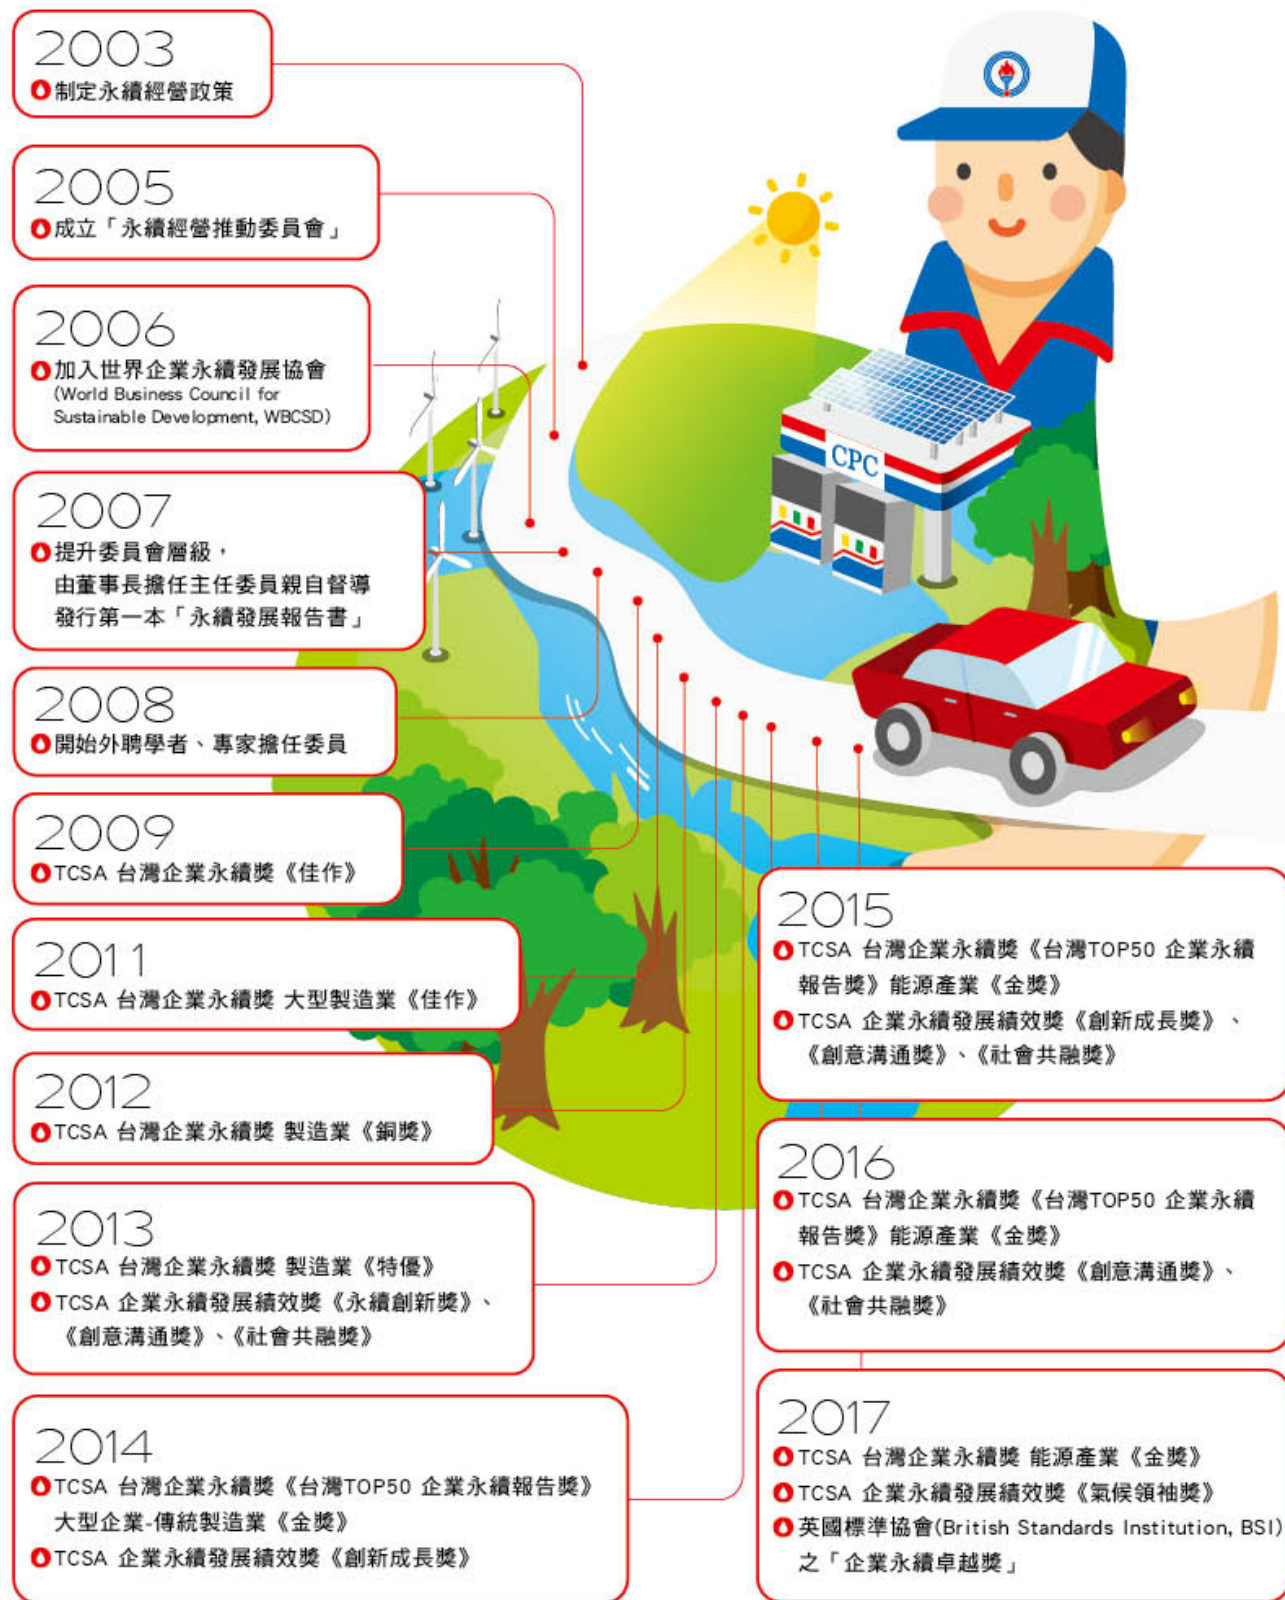 2003
制定永續經營政策
2005
成立「永續經營推動委員會」
2006
加入世界企業永續發展協會
(World Business Council for
Sustainable Development, WBCSD)
2007
提升委員會層級，
由董事長擔任主任委員親自督導
發行第一本「永續發展報告書」
2008
開始外聘學者、專家擔任委員
2009
TCSA 台灣企業永續獎《佳作》
2011
TCSA 台灣企業永續獎 大型製造業《佳作》
2012
TCSA 台灣企業永續獎 製造業《銅獎》
2013
TCSA 台灣企業永續獎 製造業《特優》
TCSA 企業永續發展績效獎《永續創新獎》、
《創意溝通獎》、《社會共融獎》
2014
TCSA 台灣企業永續獎《台灣TOP50 企業永續報告獎》
大型企業-傳統製造業《金獎》
TCSA 企業永續發展績效獎《創新成長獎》
CPC
2015
TCSA 台灣企業永續獎《台灣TOP50 企業永續
報告獎》能源產業《金獎》
TCSA 企業永續發展績效獎《創新成長獎》、
《創意溝通獎》、《社會共融獎》
2016
TCSA 台灣企業永續獎《台灣TOP50 企業永續
報告獎》能源產業《金獎》
TCSA 企業永續發展績效獎《創意溝通獎》、
《社會共融獎》
2017
TCSA 台灣企業永續獎 能源產業《金獎》
TCSA 企業永續發展績效獎《氣候領袖獎》
英國標準協會(British Standards Institution, BSI)
之「企業永續卓越獎」